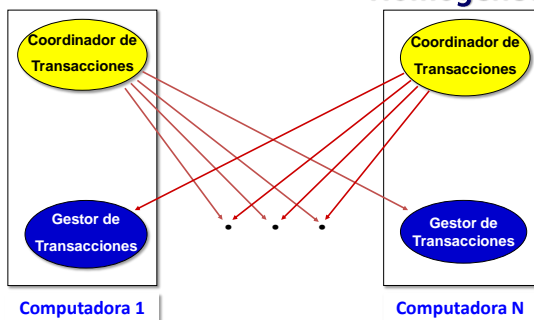 Coordinador de
Transacciones
Coordinador de
Transacciones
Gestor de
Transacciones
Gestor de
Transacciones
Computadora 1
Computadora N